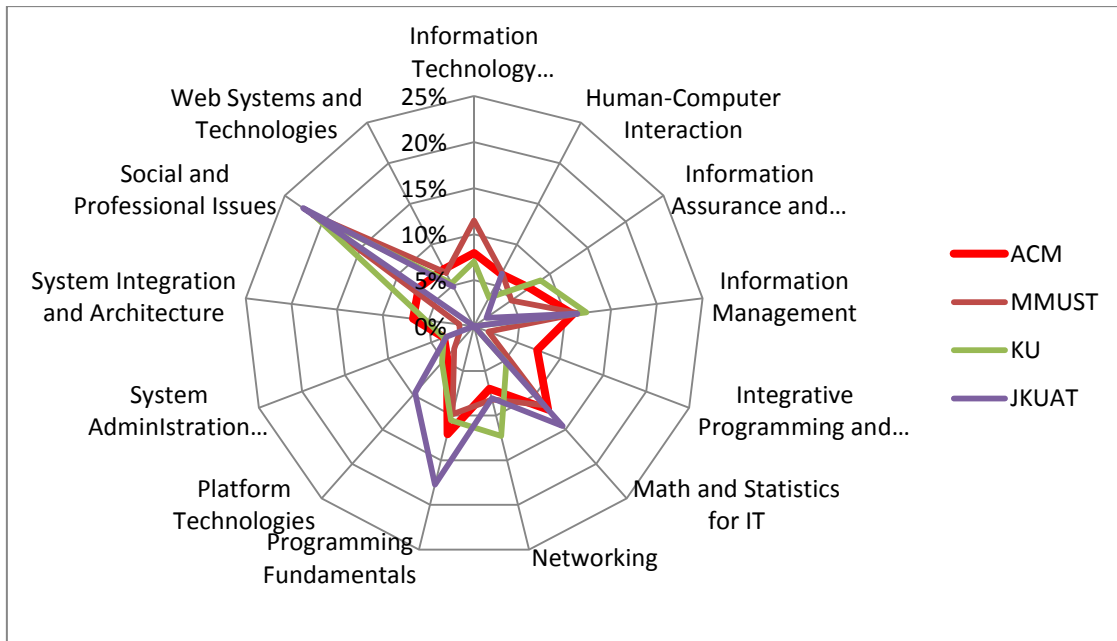 Information
Technology...
Human-Computer
Interaction
Information
Assurance and...
Information
Management
Integrative
Programming and...
Math and Statistics
for IT
Networking
Programming
Fundamentals
Platform
Technologies
System
AdminIstration...
System Integration
and Architecture
Social and
Professional Issues
Web Systems and
Technologies
25%
20%
15%
10%
5%
0%
ACM
MMUST
KU
JKUAT